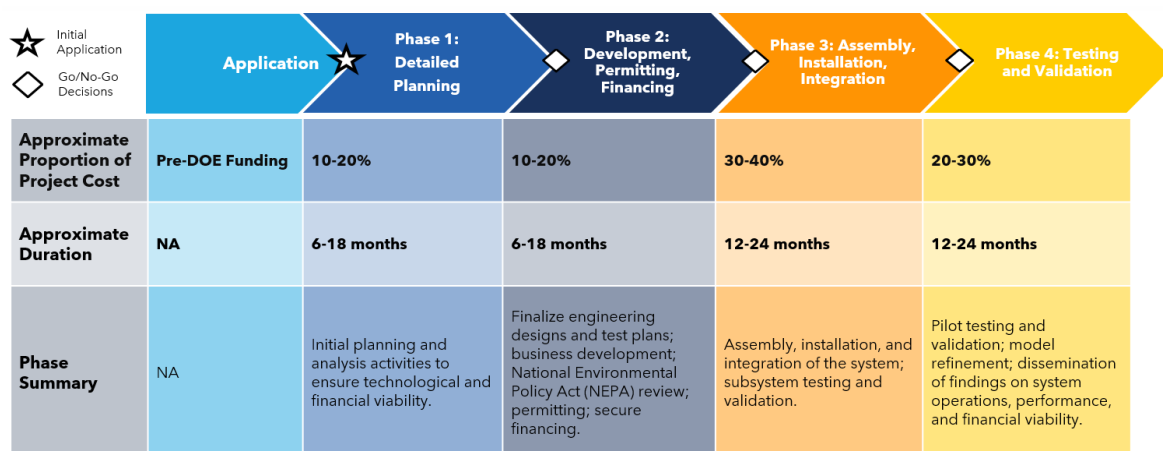 Initial
Application
Go/No-Go
Decisions
Application
Phase 1:
Detailed
Planning
Phase 2:
Development,
Permitting,
Financing
Phase 3: Assembly,
Installation,
Integration
Phase 4: Testing
and Validation
Approximate
Proportion of
Project Cost
Pre-DOE Funding
10-20%
10-20%
30-40%
20-30%
Approximate
Duration
NA
6-18 months
6-18 months
12-24 months
12-24 months
Phase
Summary
NA
Initial planning and
analysis activities to
ensure technological and
financial viability.
Finalize engineering
designs and test plans;
business development;
National Environmental
Policy Act (NEPA) review;
permitting; secure
financing.
Assembly, installation, and
integration of the system;
subsystem testing and
validation.
Pilot testing and
validation; model
refinement; dissemination
of findings on system
operations, performance,
and financial viability.